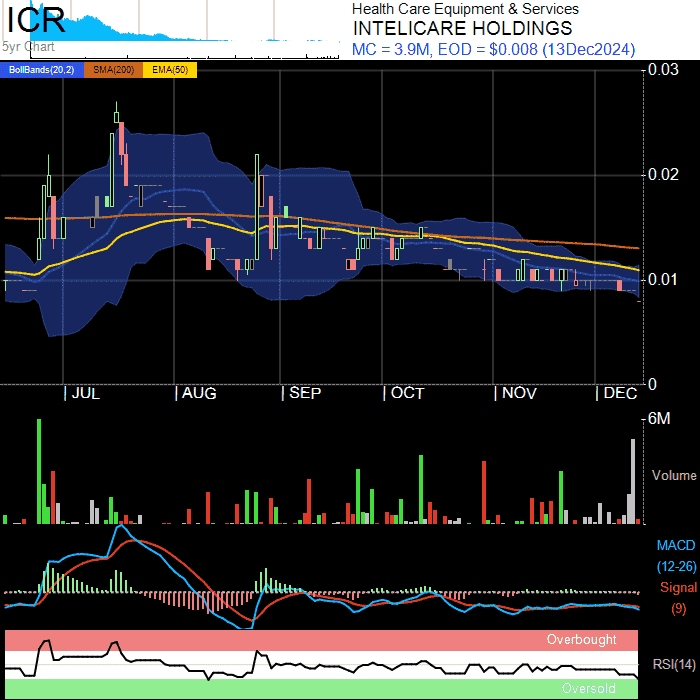 ICR
5yr Chart
Health Care Equipment & Services
INTELICARE HOLDINGS
MC = 3.9M, EOD = $0.008 (13Dec2024)
BollBands(20,2) SMA(200) EMA(50)
0.03
0.02
0.01
0
JUL AUG SEP OCT NOV DEC
6M
Volume
MACD
(12-26)
Signal
(9)
Overbought
RSI(14)
Oversold